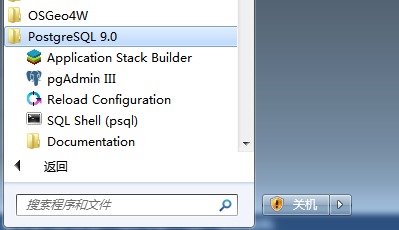 OSGeo4W
PostgreSQL 9.0
Application Stack Builder
pgAdmin III
Reload Configuration
SQL Shell (psql)
Documentation
返回
搜索程序和文件
关机